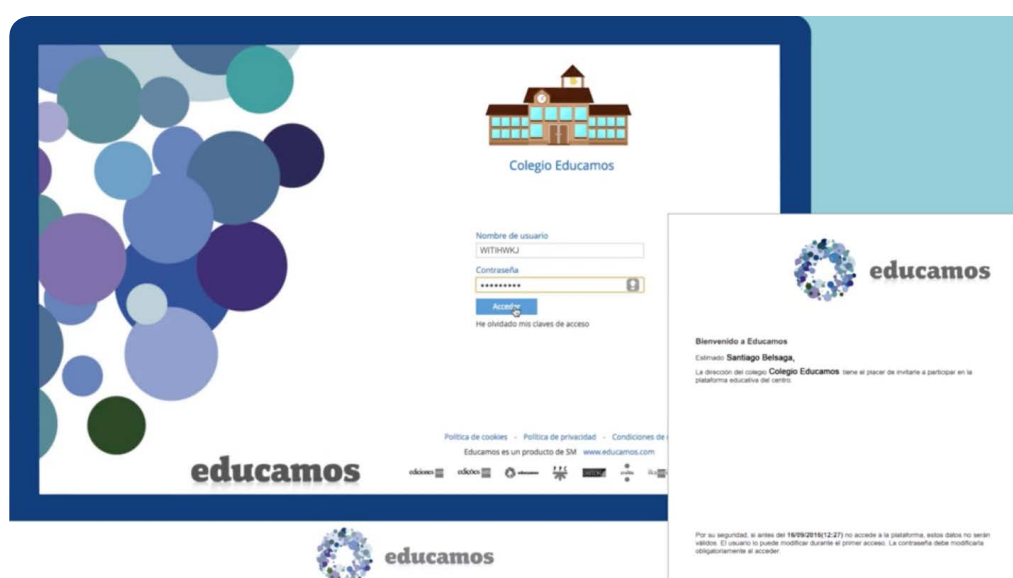 Colegio Educamos
Nombre de usuario
WITIHWKJ
Contraseña
•••••••••
Acceder
He olvidado mis claves de acceso
Política de cookies - Política de privacidad - Condiciones de
Educamos es un producto de SM www.educamos.com
educamos
ediciones
edições
educamos
educamos
Bienvenido a Educamos
Estimado Santiago Belsaga,
La dirección del colegio Colegio Educamos tiene el placer de invitarle a participar en la
plataforma educativa del centro.
Por su seguridad, si antes del 16/09/2016(12:27) no accede a la plataforma, estos datos no serán
válidos. El usuario lo puede modificar durante el primer acceso. La contraseña debe modificarla
obligatoriamente al acceder
educamos